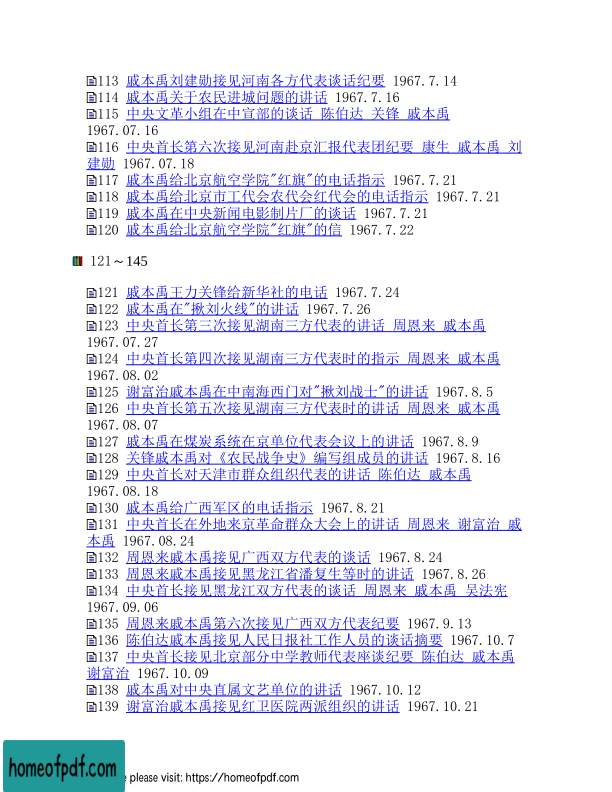 113 戚本禹刘建勋接见河南各方代表谈话纪要 1967.7.14
114 戚本禹关于农民进城问题的讲话 1967.7.16
115 中央文革小组在中宣部的谈话 陈伯达 关锋 戚本禹
1967.07.16
116 中央首长第六次接见河南赴京汇报代表团纪要 康生 戚本禹 刘
建勋 1967.07.18
117 戚本禹给北京航空学院"红旗"的电话指示 1967.7.21
118 戚本禹给北京市工代会农代会红代会的电话指示 1967.7.21
119 戚本禹在中央新闻电影制片厂的谈话 1967.7.21
120 戚本禹给北京航空学院"红旗"的信 1967.7.22
121～145
121 戚本禹王力关锋给新华社的电话 1967.7.24
122 戚本禹在"揪刘火线"的讲话 1967.7.26
123 中央首长第三次接见湖南三方代表的讲话 周恩来 戚本禹
1967.07.27
124 中央首长第四次接见湖南三方代表时的指示 周恩来 戚本禹
1967.08.02
125 谢富治戚本禹在中南海西门对"揪刘战士"的讲话 1967.8.5
126 中央首长第五次接见湖南三方代表时的讲话 周恩来 戚本禹
1967.08.07
127 戚本禹在煤炭系统在京单位代表会议上的讲话 1967.8.9
128 关锋戚本禹对《农民战争史》编写组成员的讲话 1967.8.16
129 中央首长对天津市群众组织代表的讲话 陈伯达 戚本禹
1967.08.18
130 戚本禹给广西军区的电话指示 1967.8.21
131 中央首长在外地来京革命群众大会上的讲话 周恩来 谢富治 戚
本禹 1967.08.24
132 周恩来戚本禹接见广西双方代表的谈话 1967.8.24
133 周恩来戚本禹接见黑龙江省潘复生等时的讲话 1967.8.26
134 中央首长接见黑龙江双方代表的谈话 周恩来 戚本禹 吴法宪
1967.09.06
135 周恩来戚本禹第六次接见广西双方代表纪要 1967.9.13
136 陈伯达戚本禹接见人民日报社工作人员的谈话摘要 1967.10.7
137 中央首长接见北京部分中学教师代表座谈纪要 陈伯达 戚本禹
谢富治 1967.10.09
138 戚本禹对中央直属文艺单位的讲话 1967.10.12
139 谢富治戚本禹接见红卫医院两派组织的讲话 1967.10.21
homeofpdf.com
please visit: https://homeofpdf.com